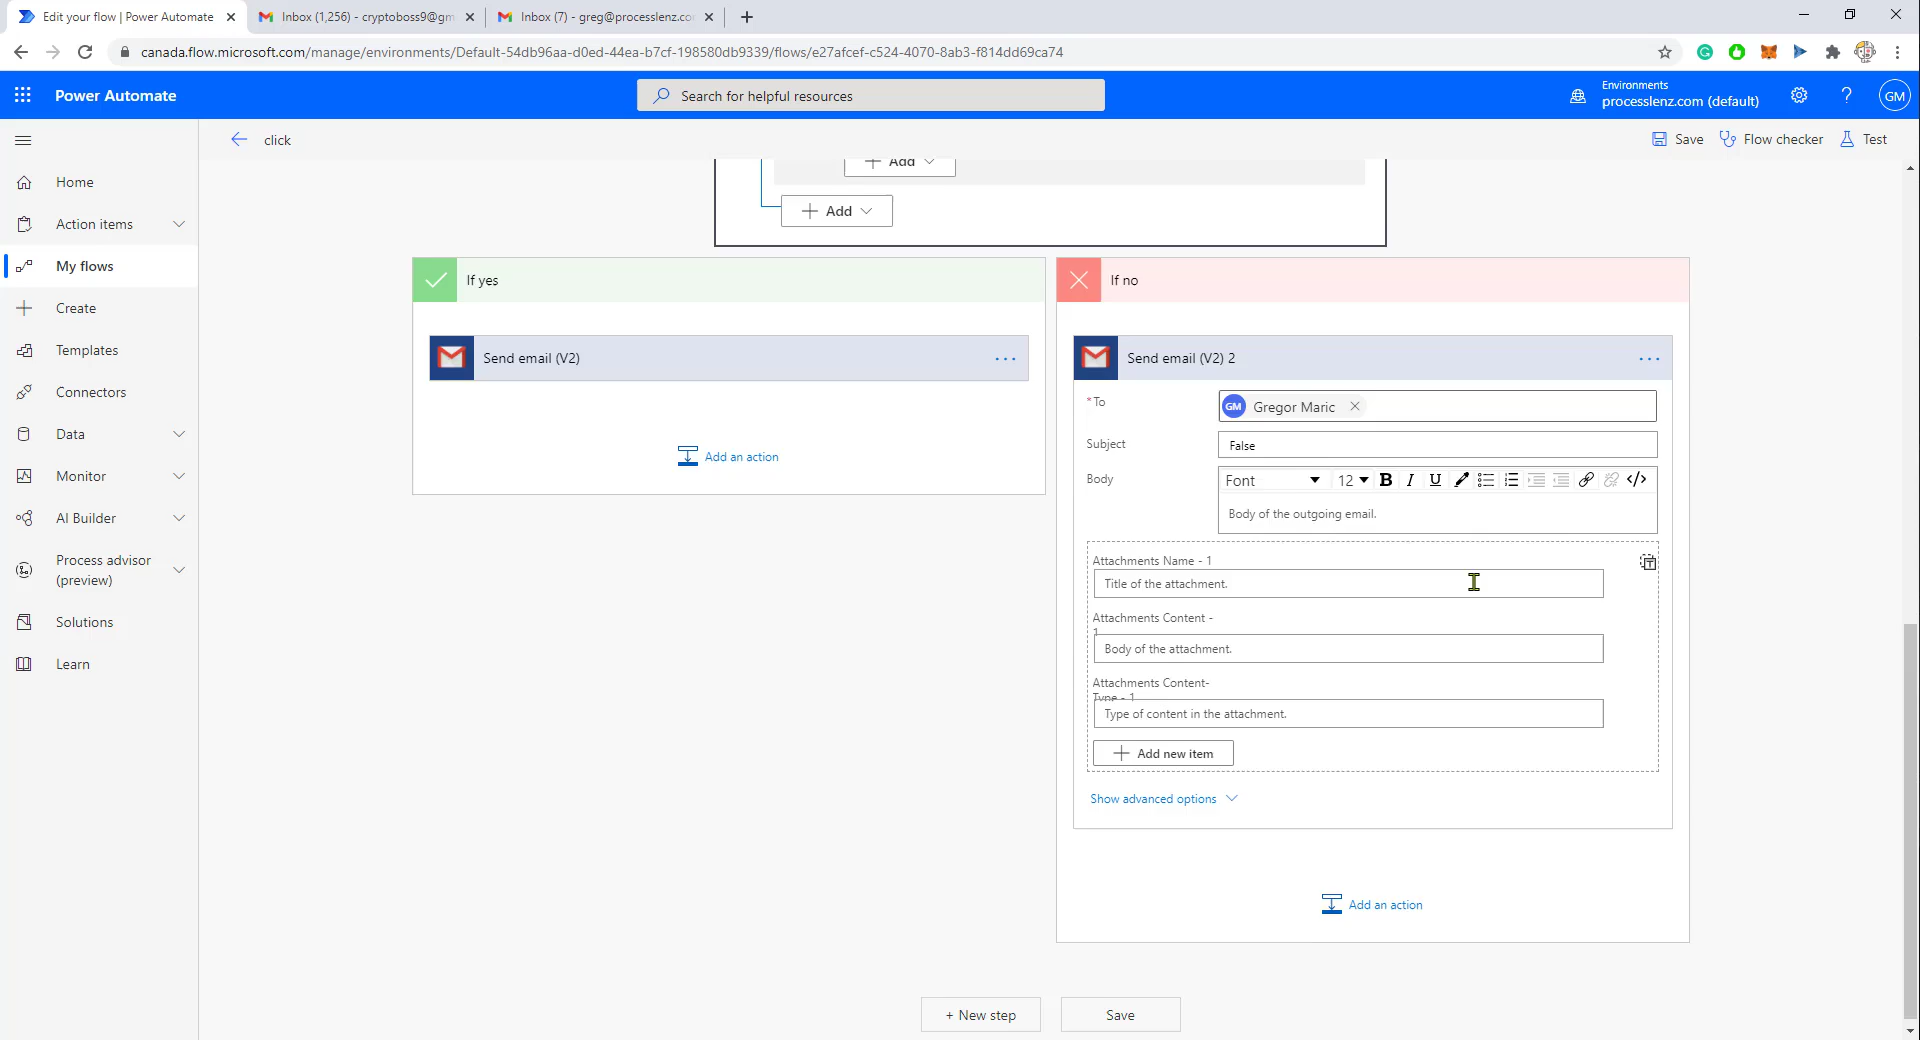 Edit your flow | Power Automate
Inbox (1,256) - cryptoboss9@gm
Inbox (7) - greg@processlenz.co
canada.flow.microsoft.com/manage/environments/Default-54db96aa-d0ed-44ea-b7cf-198580db9339/flows/e27afcef-c524-4070-8ab3-f814dd69ca74
Power Automate
Search for helpful resources
Environments
processlenz.com (default)
GM
click
Save
Flow checker
Test
Home
Action items
My flows
Create
Templates
Connectors
Data
Monitor
AI Builder
Process advisor
(preview)
Solutions
Learn
Add
Add
If yes
Send email (V2)
Add an action
If no
Send email (V2) 2
* To
GM Gregor Maric
Subject
False
Body
Font 12 B I U
Body of the outgoing email.
Attachments Name - 1
Title of the attachment.
Attachments Content -
1
Body of the attachment.
Attachments Content-
Type - 1
Type of content in the attachment.
Add new item
Show advanced options
Add an action
+ New step
Save